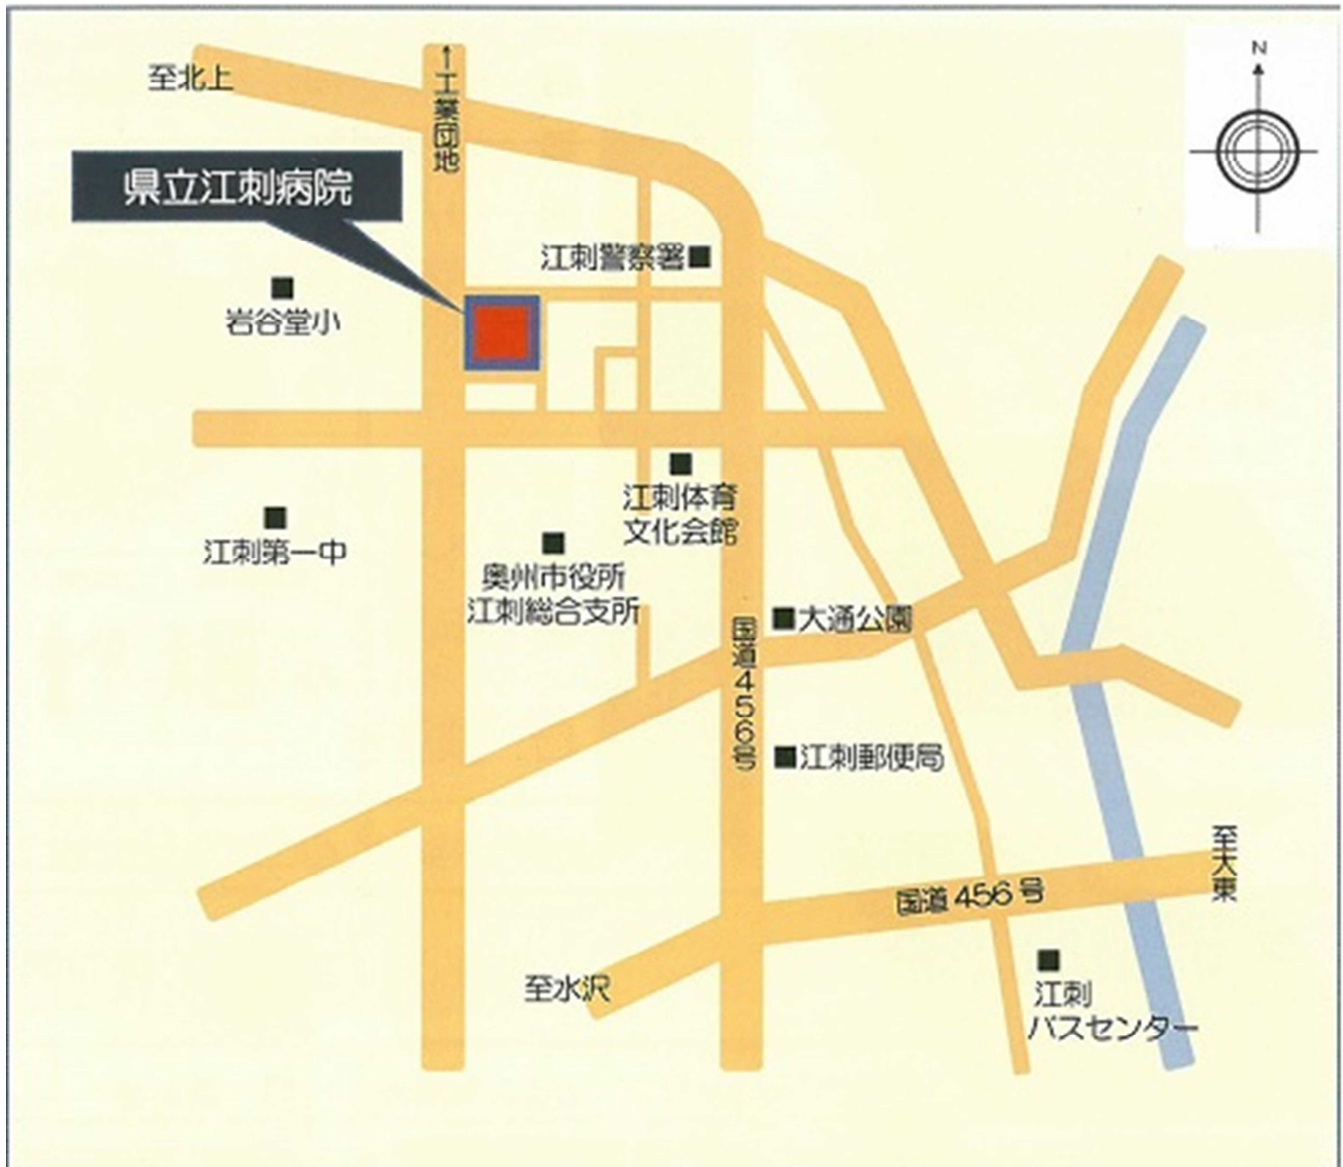 N
至北上
↑工業団地
県立江刺病院
江刺警察署
岩谷堂小
江刺体育
文化会館
江刺第一中
奥州市役所
江刺総合支所
大通公園
国道456号
江刺郵便局
至大東
国道456号
至水沢
江刺
バスセンター